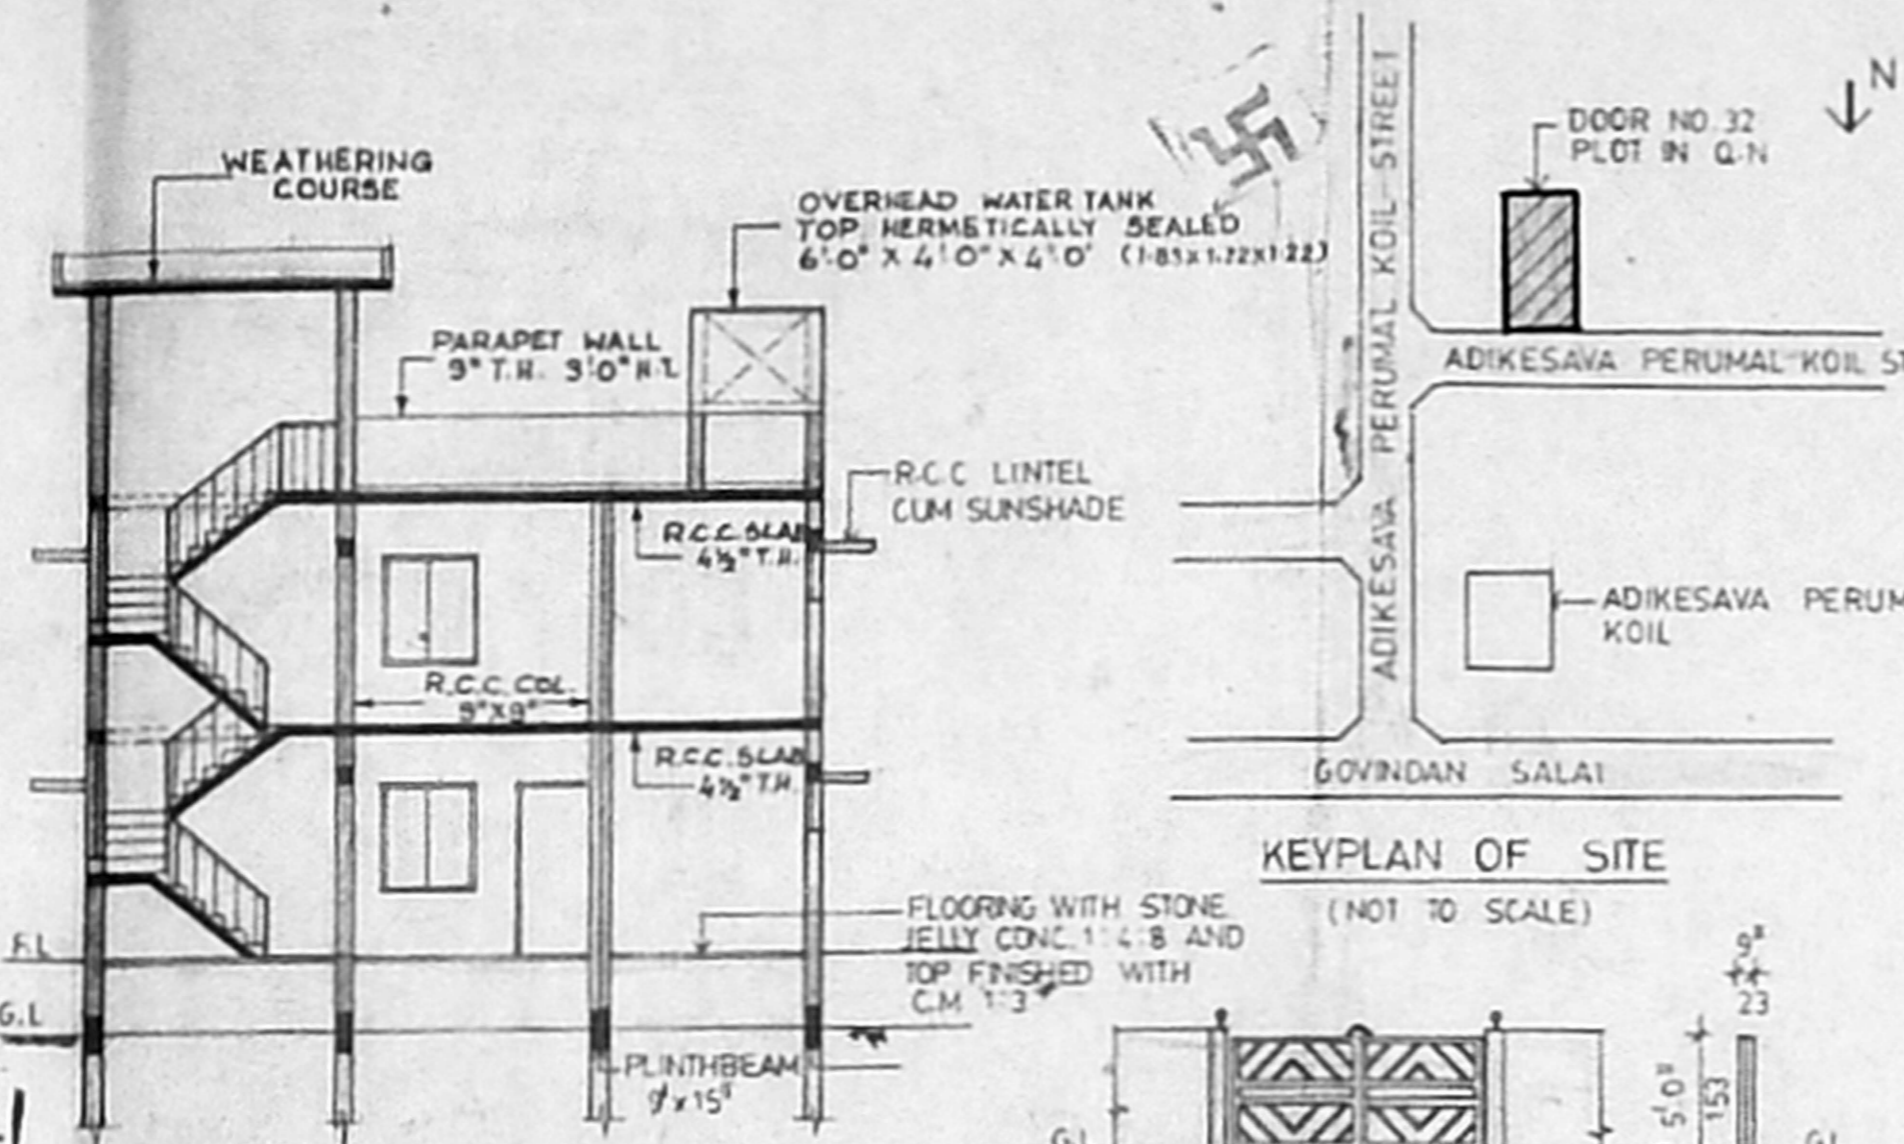 WEATHERING
COURSE
OVERHEAD WATER TANK
TOP HERMETICALLY SEALED
6'.0" X 4'.0" X 4'.0" (1.83x1.22x1.22)
PARAPET WALL
9" T.H. 3'.0" H.T.
R.C.C LINTEL
CUM SUNSHADE
R.C.C. SLAB
4½" T.H.
R.C.C. COL.
9" X 9"
R.C.C. SLAB
4½" T.H.
FLOORING WITH STONE
JELLY CONC. 1:4:8 AND
TOP FINISHED WITH
C.M 1:3
F.L
G.L
PLINTHBEAM
9" x 15"
N
DOOR NO. 32
PLOT IN Q.N
ADIKESAVA PERUMAL KOIL STREET
ADIKESAVA PERUMAL KOIL ST
ADIKESAVA PERUM
KOIL
GOVINDAN SALAI
KEYPLAN OF SITE
(NOT TO SCALE)
9"
23
5'.0"
153
G.L
G.L